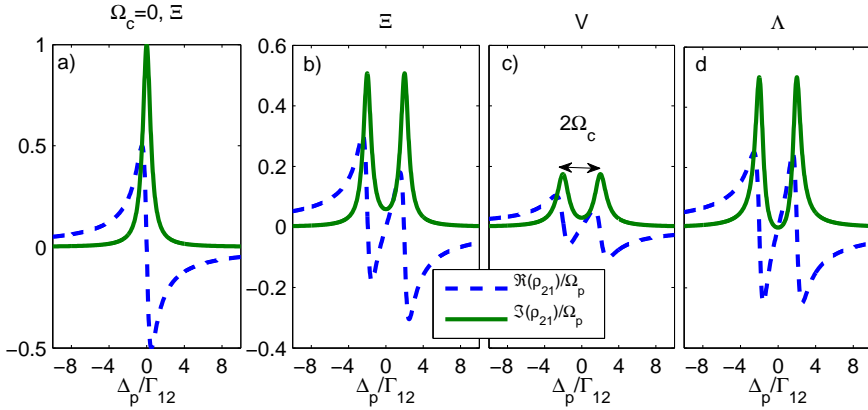 Ω_c=0, Ξ
Ξ
V
Λ
a)
b)
c)
d
1
0.5
0
−0.5
0.6
0.4
0.2
0
−0.2
−0.4
2Ω_c
ℜ(ρ_21)/Ω_p
ℑ(ρ_21)/Ω_p
−8 −4 0 4 8
−8 −4 0 4 8
−8 −4 0 4 8
−8 −4 0 4 8
Δ_p/Γ_12
Δ_p/Γ_12
Δ_p/Γ_12
Δ_p/Γ_12